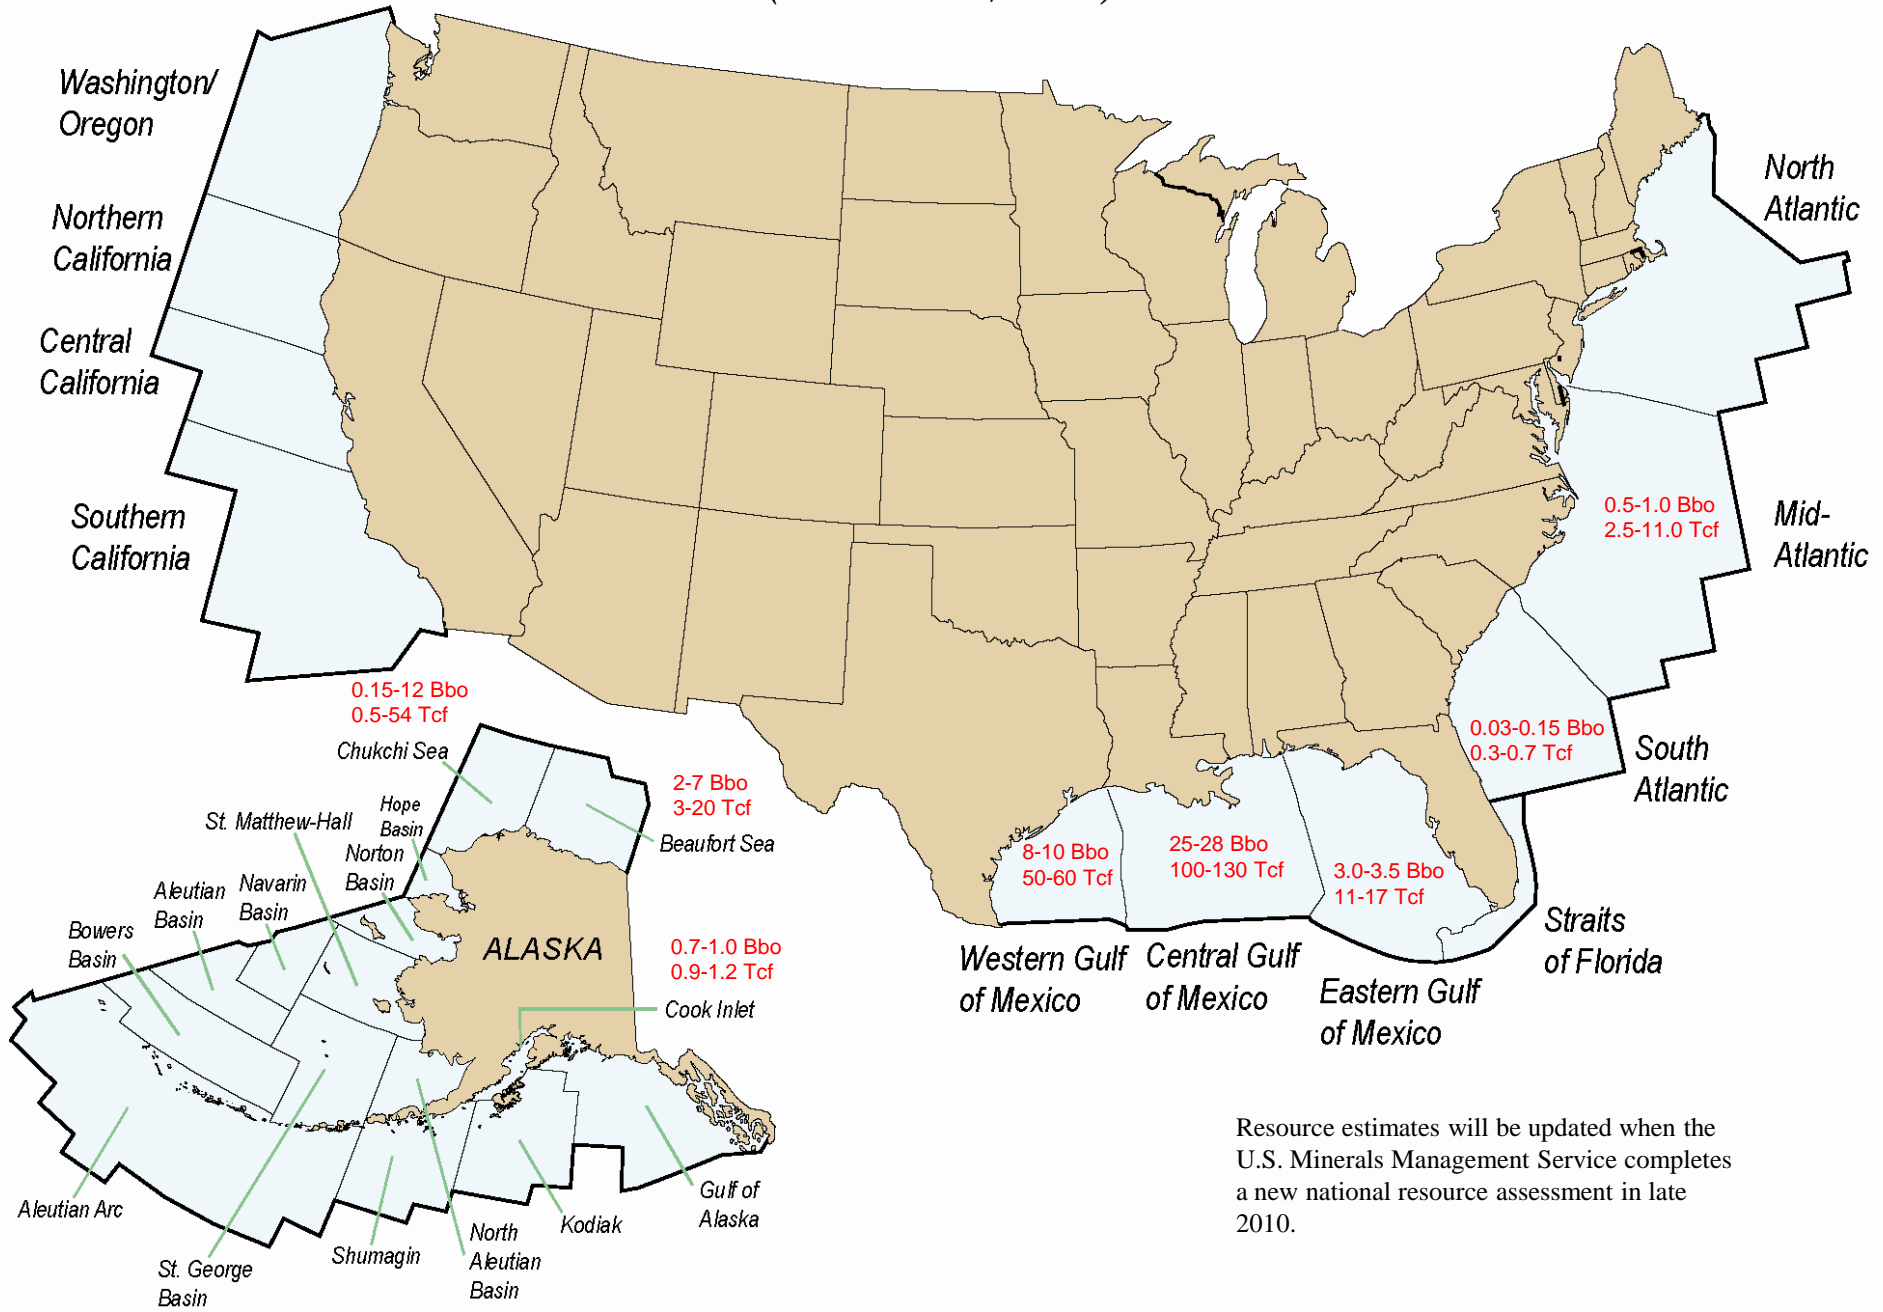 Washington/
Oregon
Northern
California
Central
California
Southern
California
North
Atlantic
Mid-
Atlantic
0.5-1.0 Bbo
2.5-11.0 Tcf
South
Atlantic
0.03-0.15 Bbo
0.3-0.7 Tcf
Straits
of Florida
8-10 Bbo
50-60 Tcf
25-28 Bbo
100-130 Tcf
3.0-3.5 Bbo
11-17 Tcf
Western Gulf
of Mexico
Central Gulf
of Mexico
Eastern Gulf
of Mexico
0.15-12 Bbo
0.5-54 Tcf
Chukchi Sea
2-7 Bbo
3-20 Tcf
Beaufort Sea
Hope
Basin
St. Matthew-Hall
Norton
Basin
Navarin
Basin
Aleutian
Basin
Bowers
Basin
ALASKA
0.7-1.0 Bbo
0.9-1.2 Tcf
Cook Inlet
Aleutian Arc
St. George
Basin
Shumagin
North
Aleutian
Basin
Kodiak
Gulf of
Alaska
Resource estimates will be updated when the
U.S. Minerals Management Service completes
a new national resource assessment in late
2010.